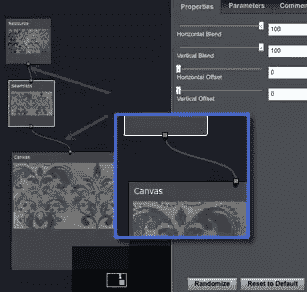 Properties
Parameters
Comment
Resource
Horizontal Blend
100
Vertical Blend
100
Seamless
Horizontal Offset
0
Vertical Offset
0
Canvas
Canvas
Randomize
Reset to Default